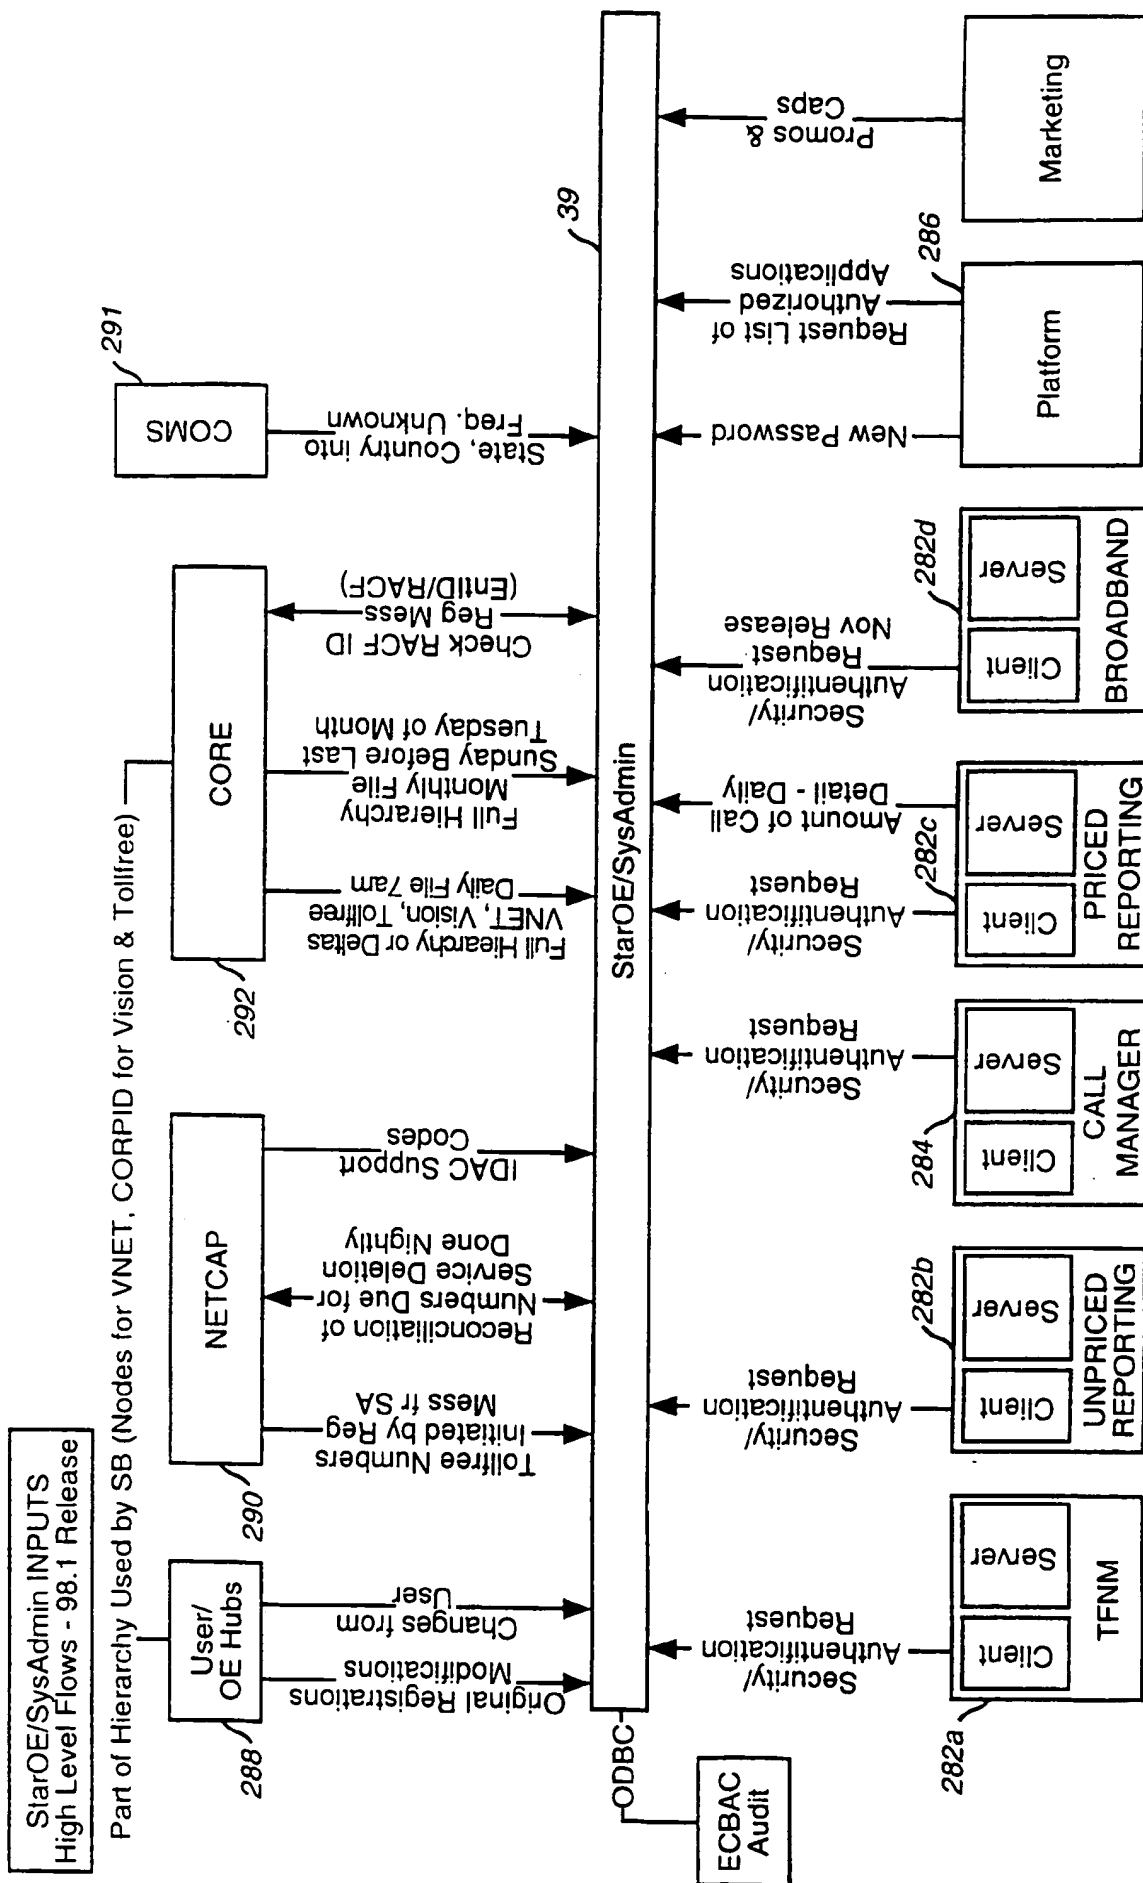 StarOE/SysAdmin INPUTS
High Level Flows - 98.1 Release
Part of Hierarchy Used by SB (Nodes for VNET, CORPID for Vision & Tollfree)
User/
OE Hubs
288
NETCAP
290
CORE
292
COMS
291
Original Registrations
Modifications
Changes from
User
Tollfree Numbers
Initiated by Reg
Mess fr SA
Reconciliation of
Numbers Due for
Service Deletion
Done Nightly
IDAC Support
Codes
Full Hiearchy or Deltas
VNET, Vision, Tollfree
Daily File 7am
Full Hierarchy
Monthly File
Sunday Before Last
Tuesday of Month
Check RACF ID
Reg Mess
(EntID/RACF)
State, Country into
Freq. Unknown
39
ODBC
StarOE/SysAdmin
ECBAC
Audit
Security/
Authentification
Request
Security/
Authentification
Request
Security/
Authentification
Request
Security/
Authentification
Request
Amount of Call
Detail - Daily
Security/
Authentification
Request
Nov Release
New Password
Request List of
Authorized
Applications
Promos &
Caps
282a
Client
Server
TFNM
282b
Client
Server
UNPRICED
REPORTING
284
Client
Server
CALL
MANAGER
282c
Client
Server
PRICED
REPORTING
282d
Client
Server
BROADBAND
286
Platform
Marketing